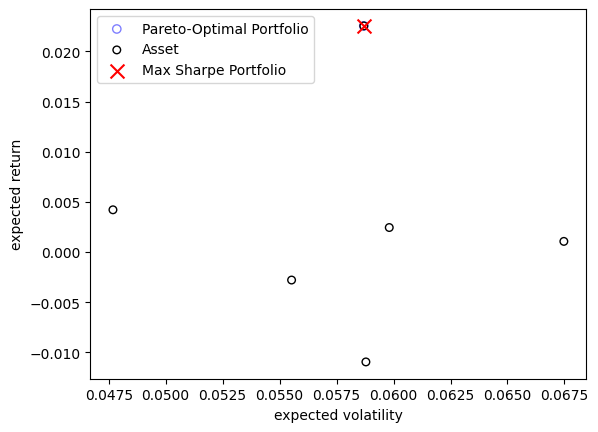 Pareto-Optimal Portfolio
Asset
Max Sharpe Portfolio
expected return
0.020
0.015
0.010
0.005
0.000
−0.005
−0.010
0.0475 0.0500 0.0525 0.0550 0.0575 0.0600 0.0625 0.0650 0.0675
expected volatility